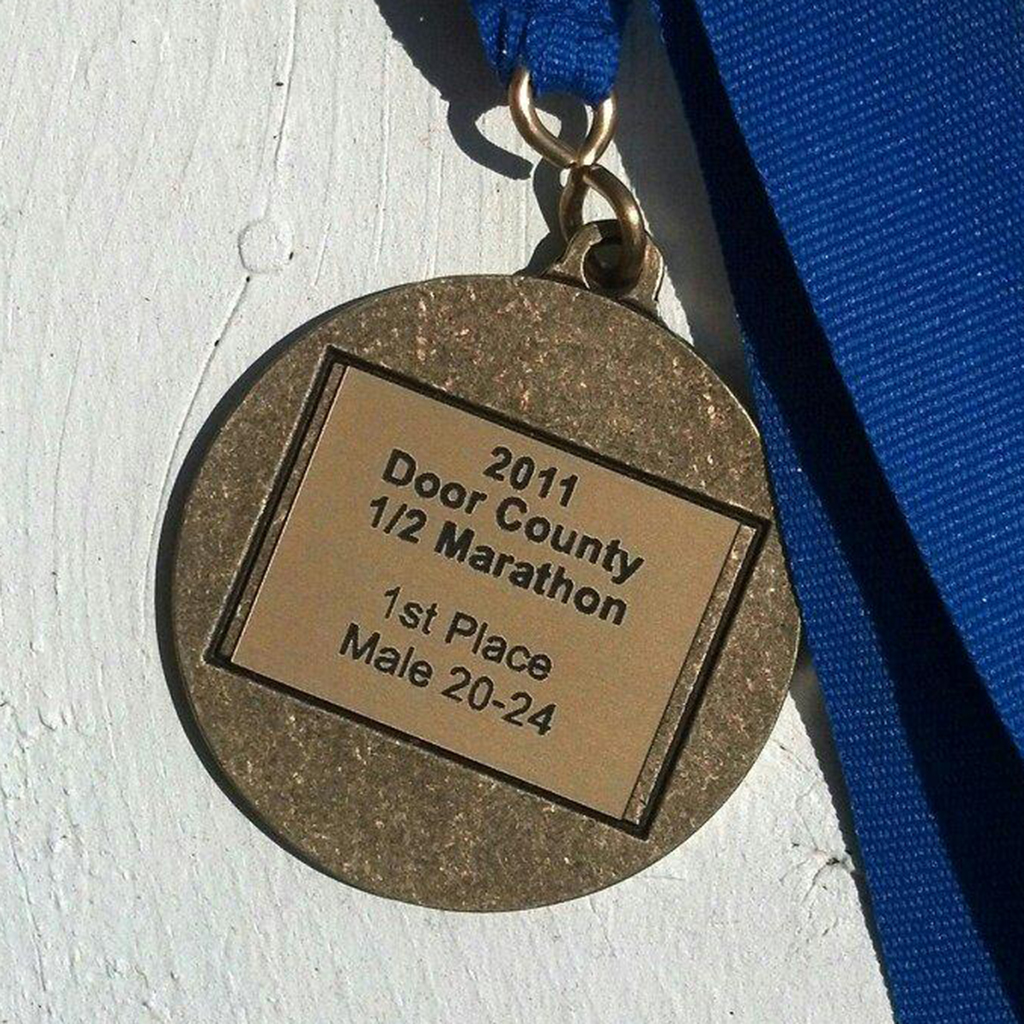 2011
Door County
1/2 Marathon
1st Place
Male 20-24